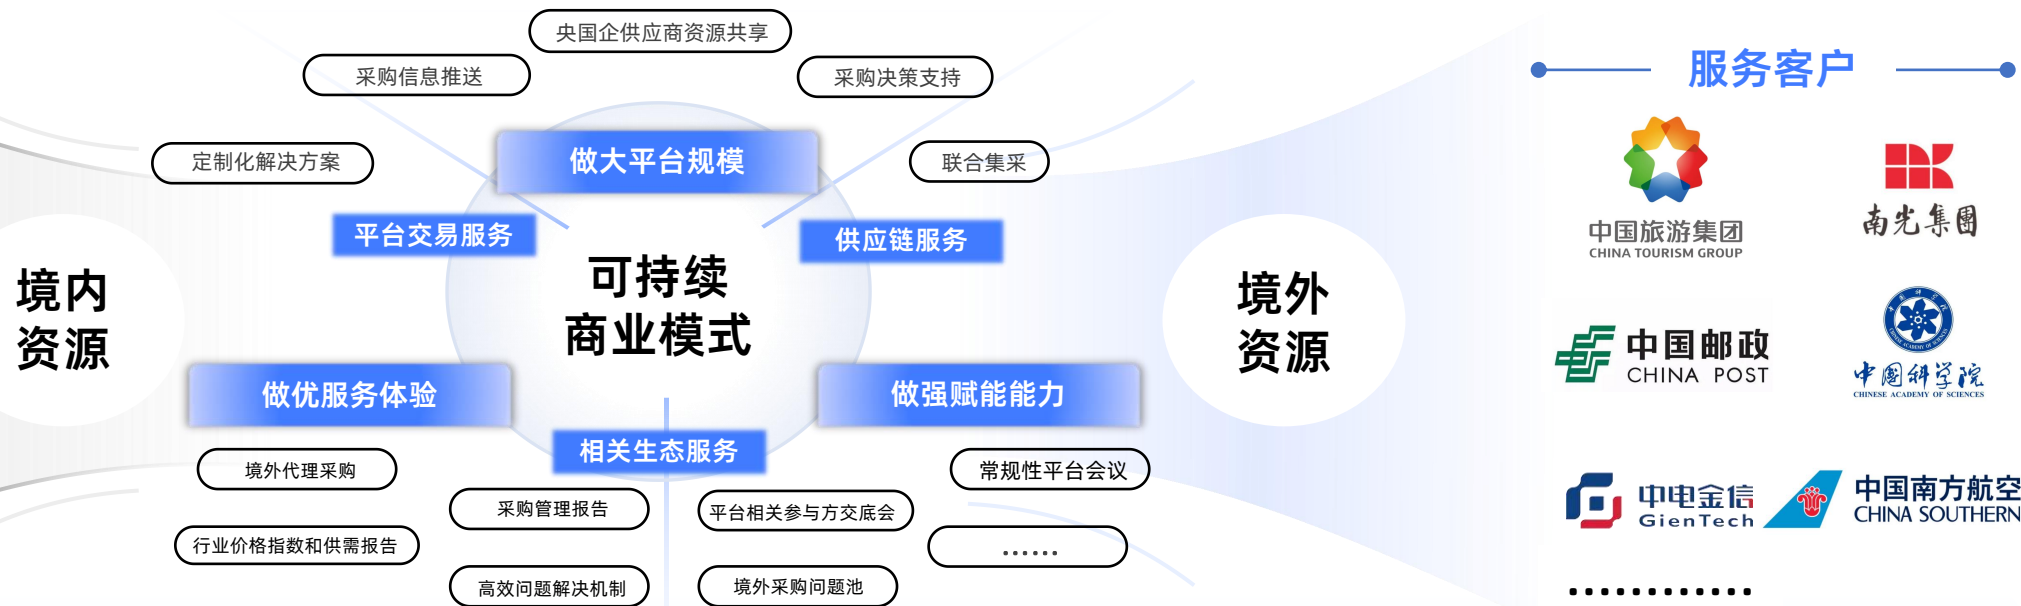 央国企供应商资源共享
采购信息推送
采购决策支持
定制化解决方案
做大平台规模
联合集采
平台交易服务
供应链服务
境内
资源
可持续
商业模式
境外
资源
做优服务体验
做强赋能能力
相关生态服务
境外代理采购
常规性平台会议
采购管理报告
平台相关参与方交底会
行业价格指数和供需报告
......
高效问题解决机制
境外采购问题池
服务客户
中国旅游集团
CHINA TOURISM GROUP
南光集團
中国邮政
CHINA POST
中國科学院
CHINESE ACADEMY OF SCIENCES
中电金信
GienTech
中国南方航空
CHINA SOUTHERN
............